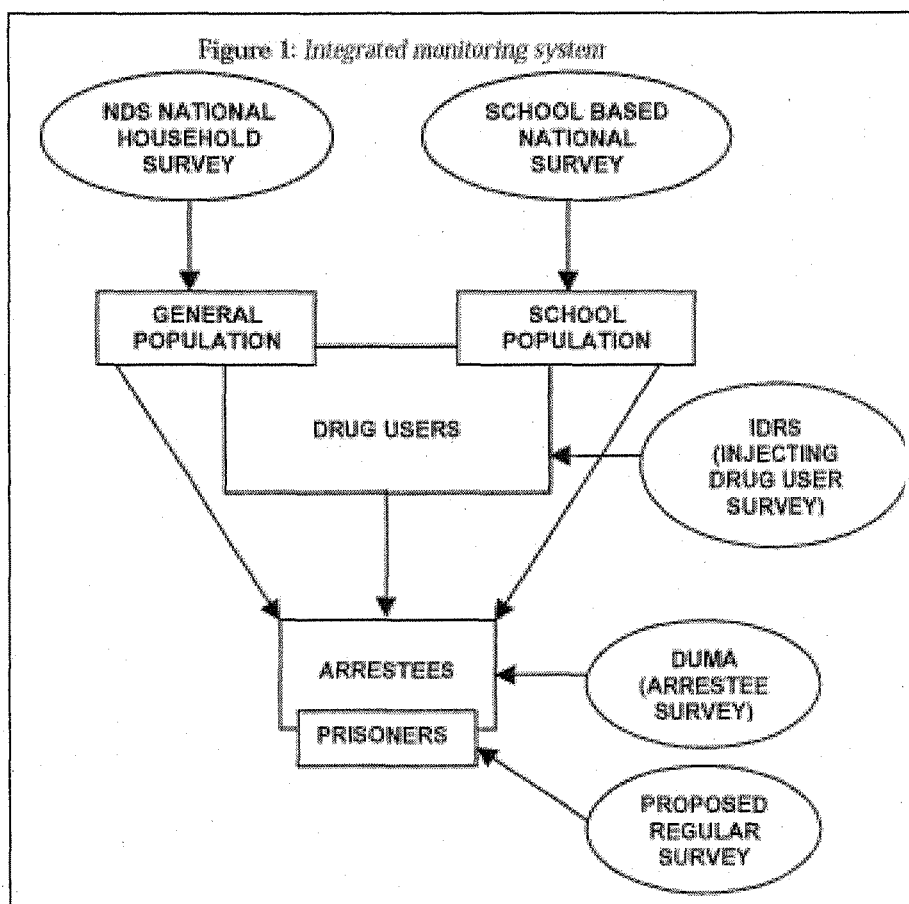 Figure 1: Integrated monitoring system
NDS NATIONAL
HOUSEHOLD
SURVEY
SCHOOL BASED
NATIONAL
SURVEY
GENERAL
POPULATION
SCHOOL
POPULATION
DRUG USERS
IDRS
(INJECTING
DRUG USER
SURVEY)
ARRESTEES
DUMA
(ARRESTEE
SURVEY)
PRISONERS
PROPOSED
REGULAR
SURVEY